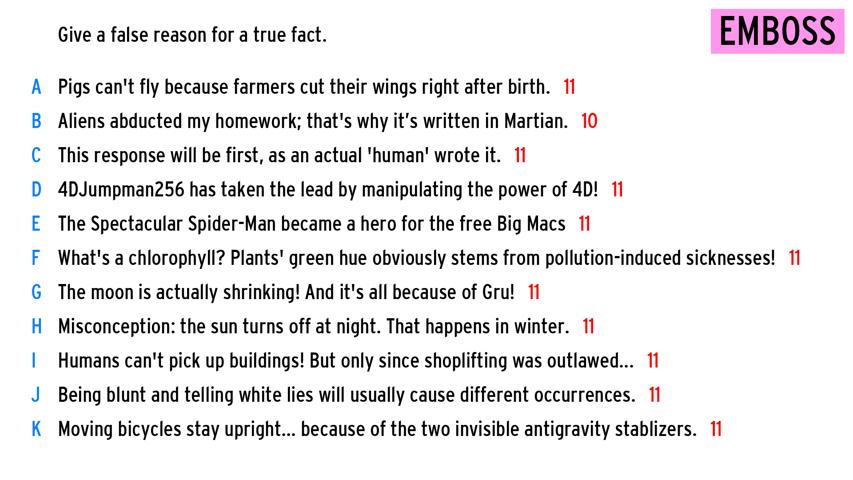 Give a false reason for a true fact.
EMBOSS
A Pigs can't fly because farmers cut their wings right after birth. 11
B Aliens abducted my homework; that's why it’s written in Martian. 10
C This response will be first, as an actual 'human' wrote it. 11
D 4DJumpman256 has taken the lead by manipulating the power of 4D! 11
E The Spectacular Spider-Man became a hero for the free Big Macs 11
F What's a chlorophyll? Plants' green hue obviously stems from pollution-induced sicknesses! 11
G The moon is actually shrinking! And it's all because of Gru! 11
H Misconception: the sun turns off at night. That happens in winter. 11
I Humans can't pick up buildings! But only since shoplifting was outlawed... 11
J Being blunt and telling white lies will usually cause different occurrences. 11
K Moving bicycles stay upright... because of the two invisible antigravity stablizers. 11